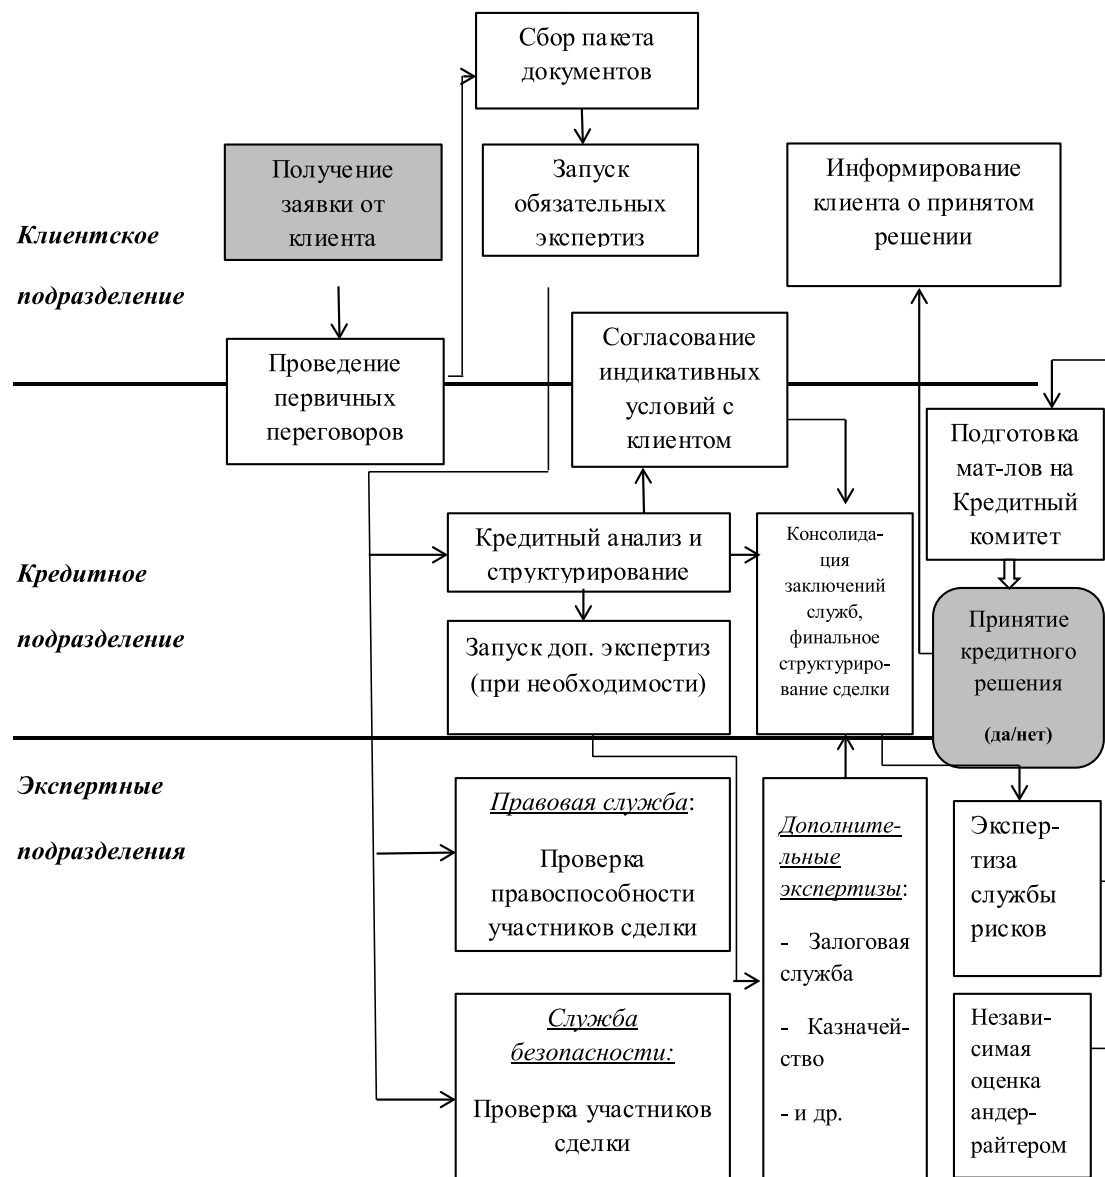 Сбор пакета
документов
Получение
заявки от
клиента
Запуск
обязательных
экспертиз
Информирование
клиента о принятом
решении
Клиентское
подразделение
Проведение
первичных
переговоров
Согласование
индикативных
условий с
клиентом
Подготовка
мат-лов на
Кредитный
комитет
Кредитное
подразделение
Кредитный анализ и
структурирование
Консолида-
ция
заключений
служб,
финальное
структуриро-
вание сделки
Принятие
кредитного
решения
(да/нет)
Запуск доп. экспертиз
(при необходимости)
Экспертные
подразделения
Правовая служба:
Проверка
правоспособности
участников сделки
Дополните-
льные
экспертизы:
- Залоговая
служба
- Казначей-
ство
- и др.
Экспер-
тиза
службы
рисков
Служба
безопасности:
Проверка участников
сделки
Незави-
симая
оценка
андер-
райтером